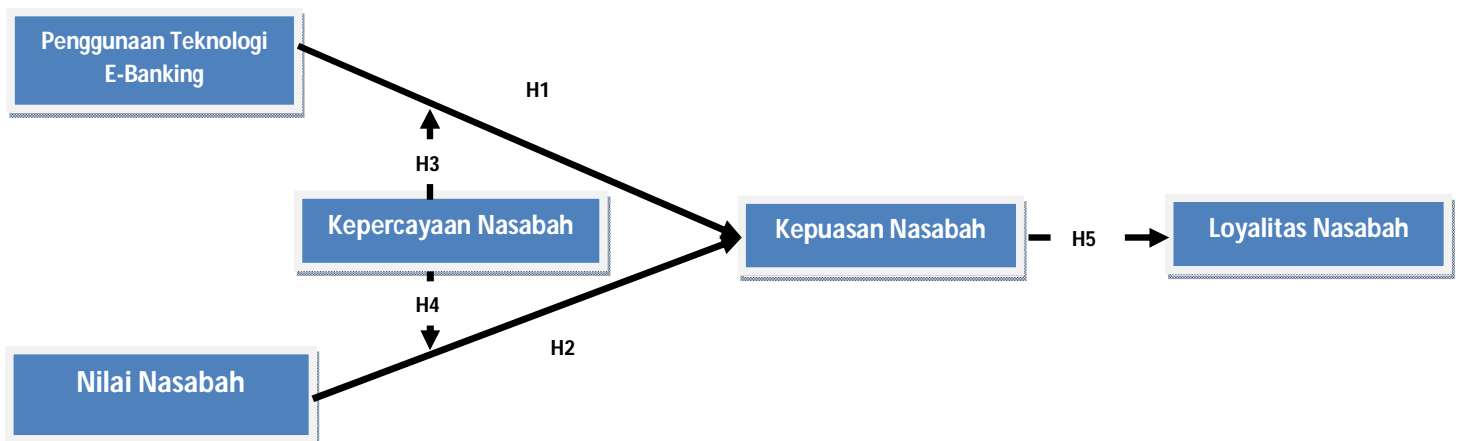 Penggunaan Teknologi
E-Banking
H1
H3
Kepercayaan Nasabah
Kepuasan Nasabah
H5
Loyalitas Nasabah
H4
H2
Nilai Nasabah